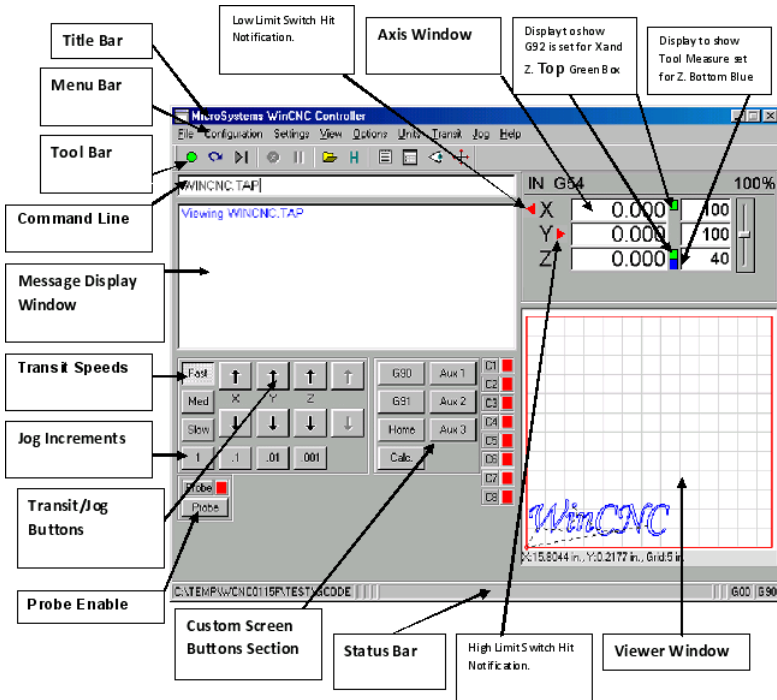 Low Limit Switch Hit
Notification.
Title Bar
Axis Window
Display to show
G92 is set for X and
Z. Top Green Box
Display to show
Tool Measure set
for Z. Bottom Blue
Menu Bar
Tool Bar
Command Line
Message Display
Window
Transit Speeds
Jog Increments
Transit/Jog
Buttons
Probe Enable
Custom Screen
Buttons Section
Status Bar
High Limit Switch Hit
Notification.
Viewer Window
MicroSystems WinCNC Controller
File Configuration Settings View Options Units Transit Jog Help
H
WINCNC.TAP
Viewing WINCNC.TAP
IN G54 100%
X 0.000 100
Y 0.000 100
Z 0.000 40
Fast
Med X Y Z
Slow
1 .1 .01 .001
G90 Aux 1
G91 Aux 2
Home Aux 3
Calc.
C1
C2
C3
C4
C5
C6
C7
C8
Probe
Probe
WinCNC
X:15.8044 in., Y:0.2177 in., Grid:5 in.
C:\TEMP\WCNC0115F\TEST\GCODE
G00 G90